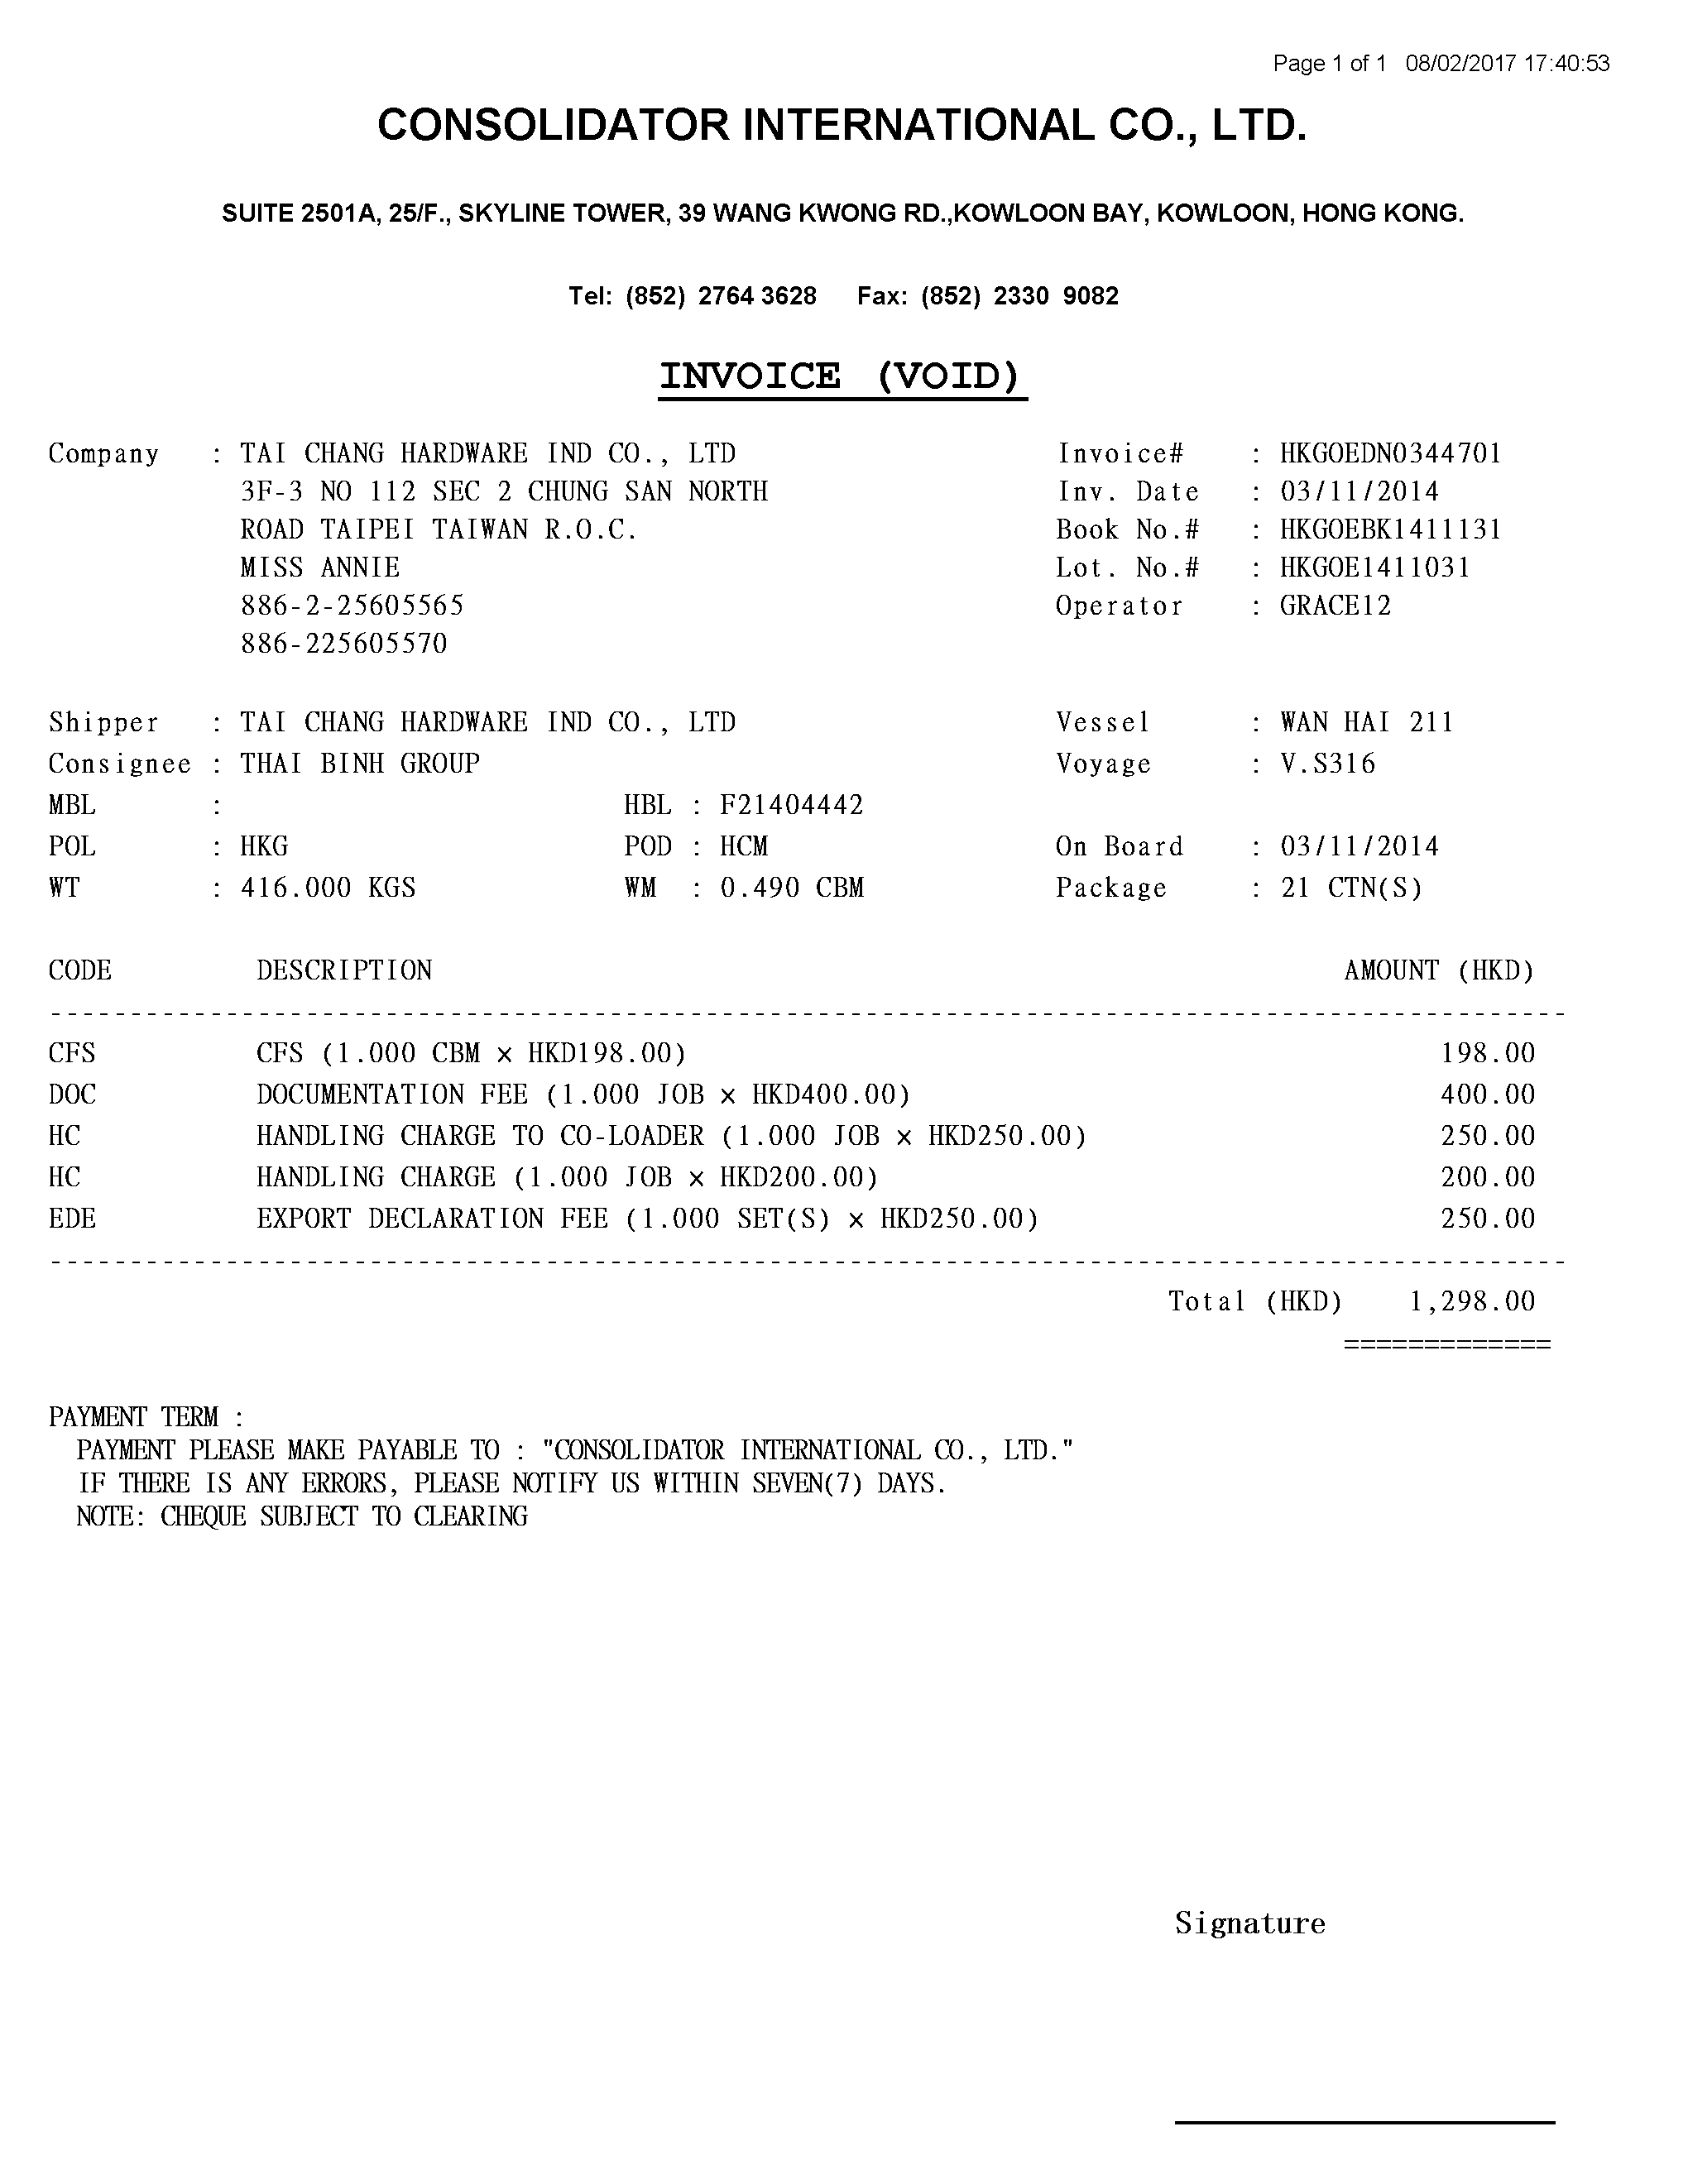 Page 1 of 1 08/02/2017 17:40:53
CONSOLIDATOR INTERNATIONAL CO., LTD.
SUITE 2501A, 25/F., SKYLINE TOWER, 39 WANG KWONG RD.,KOWLOON BAY, KOWLOON, HONG KONG.
Tel: (852) 2764 3628 Fax: (852) 2330 9082
INVOICE (VOID)
Company : TAI CHANG HARDWARE IND CO., LTD Invoice# : HKGOEDN0344701
3F-3 NO 112 SEC 2 CHUNG SAN NORTH Inv. Date : 03/11/2014
ROAD TAIPEI TAIWAN R.O.C. Book No.# : HKGOEBK1411131
MISS ANNIE Lot. No.# : HKGOE1411031
886-2-25605565 Operator : GRACE12
886-225605570
Shipper : TAI CHANG HARDWARE IND CO., LTD Vessel : WAN HAI 211
Consignee : THAI BINH GROUP Voyage : V.S316
MBL : HBL : F21404442
POL : HKG POD : HCM On Board : 03/11/2014
WT : 416.000 KGS WM : 0.490 CBM Package : 21 CTN(S)
CODE DESCRIPTION AMOUNT (HKD)
CFS CFS (1.000 CBM x HKD198.00) 198.00
DOC DOCUMENTATION FEE (1.000 JOB x HKD400.00) 400.00
HC HANDLING CHARGE TO CO-LOADER (1.000 JOB x HKD250.00) 250.00
HC HANDLING CHARGE (1.000 JOB x HKD200.00) 200.00
EDE EXPORT DECLARATION FEE (1.000 SET(S) x HKD250.00) 250.00
Total (HKD) 1,298.00
=============
PAYMENT TERM :
PAYMENT PLEASE MAKE PAYABLE TO : "CONSOLIDATOR INTERNATIONAL CO., LTD."
IF THERE IS ANY ERRORS, PLEASE NOTIFY US WITHIN SEVEN(7) DAYS.
NOTE: CHEQUE SUBJECT TO CLEARING
Signature